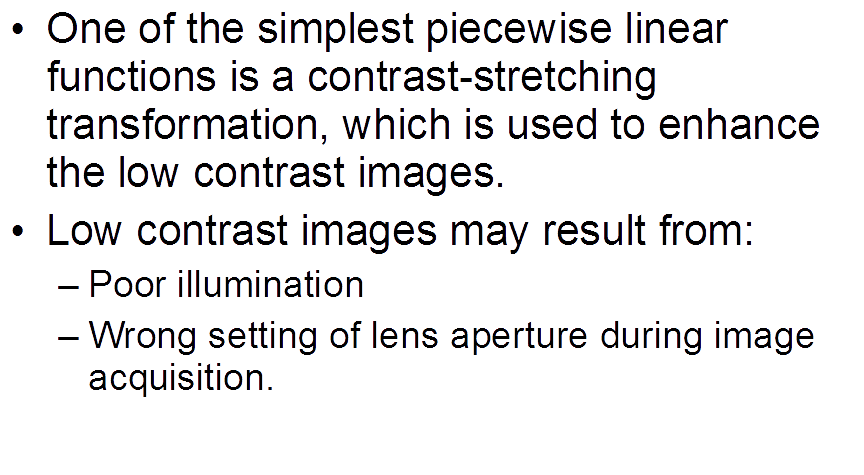 • One of the simplest piecewise linear
functions is a contrast-stretching
transformation, which is used to enhance
the low contrast images.
• Low contrast images may result from:
– Poor illumination
– Wrong setting of lens aperture during image
acquisition.